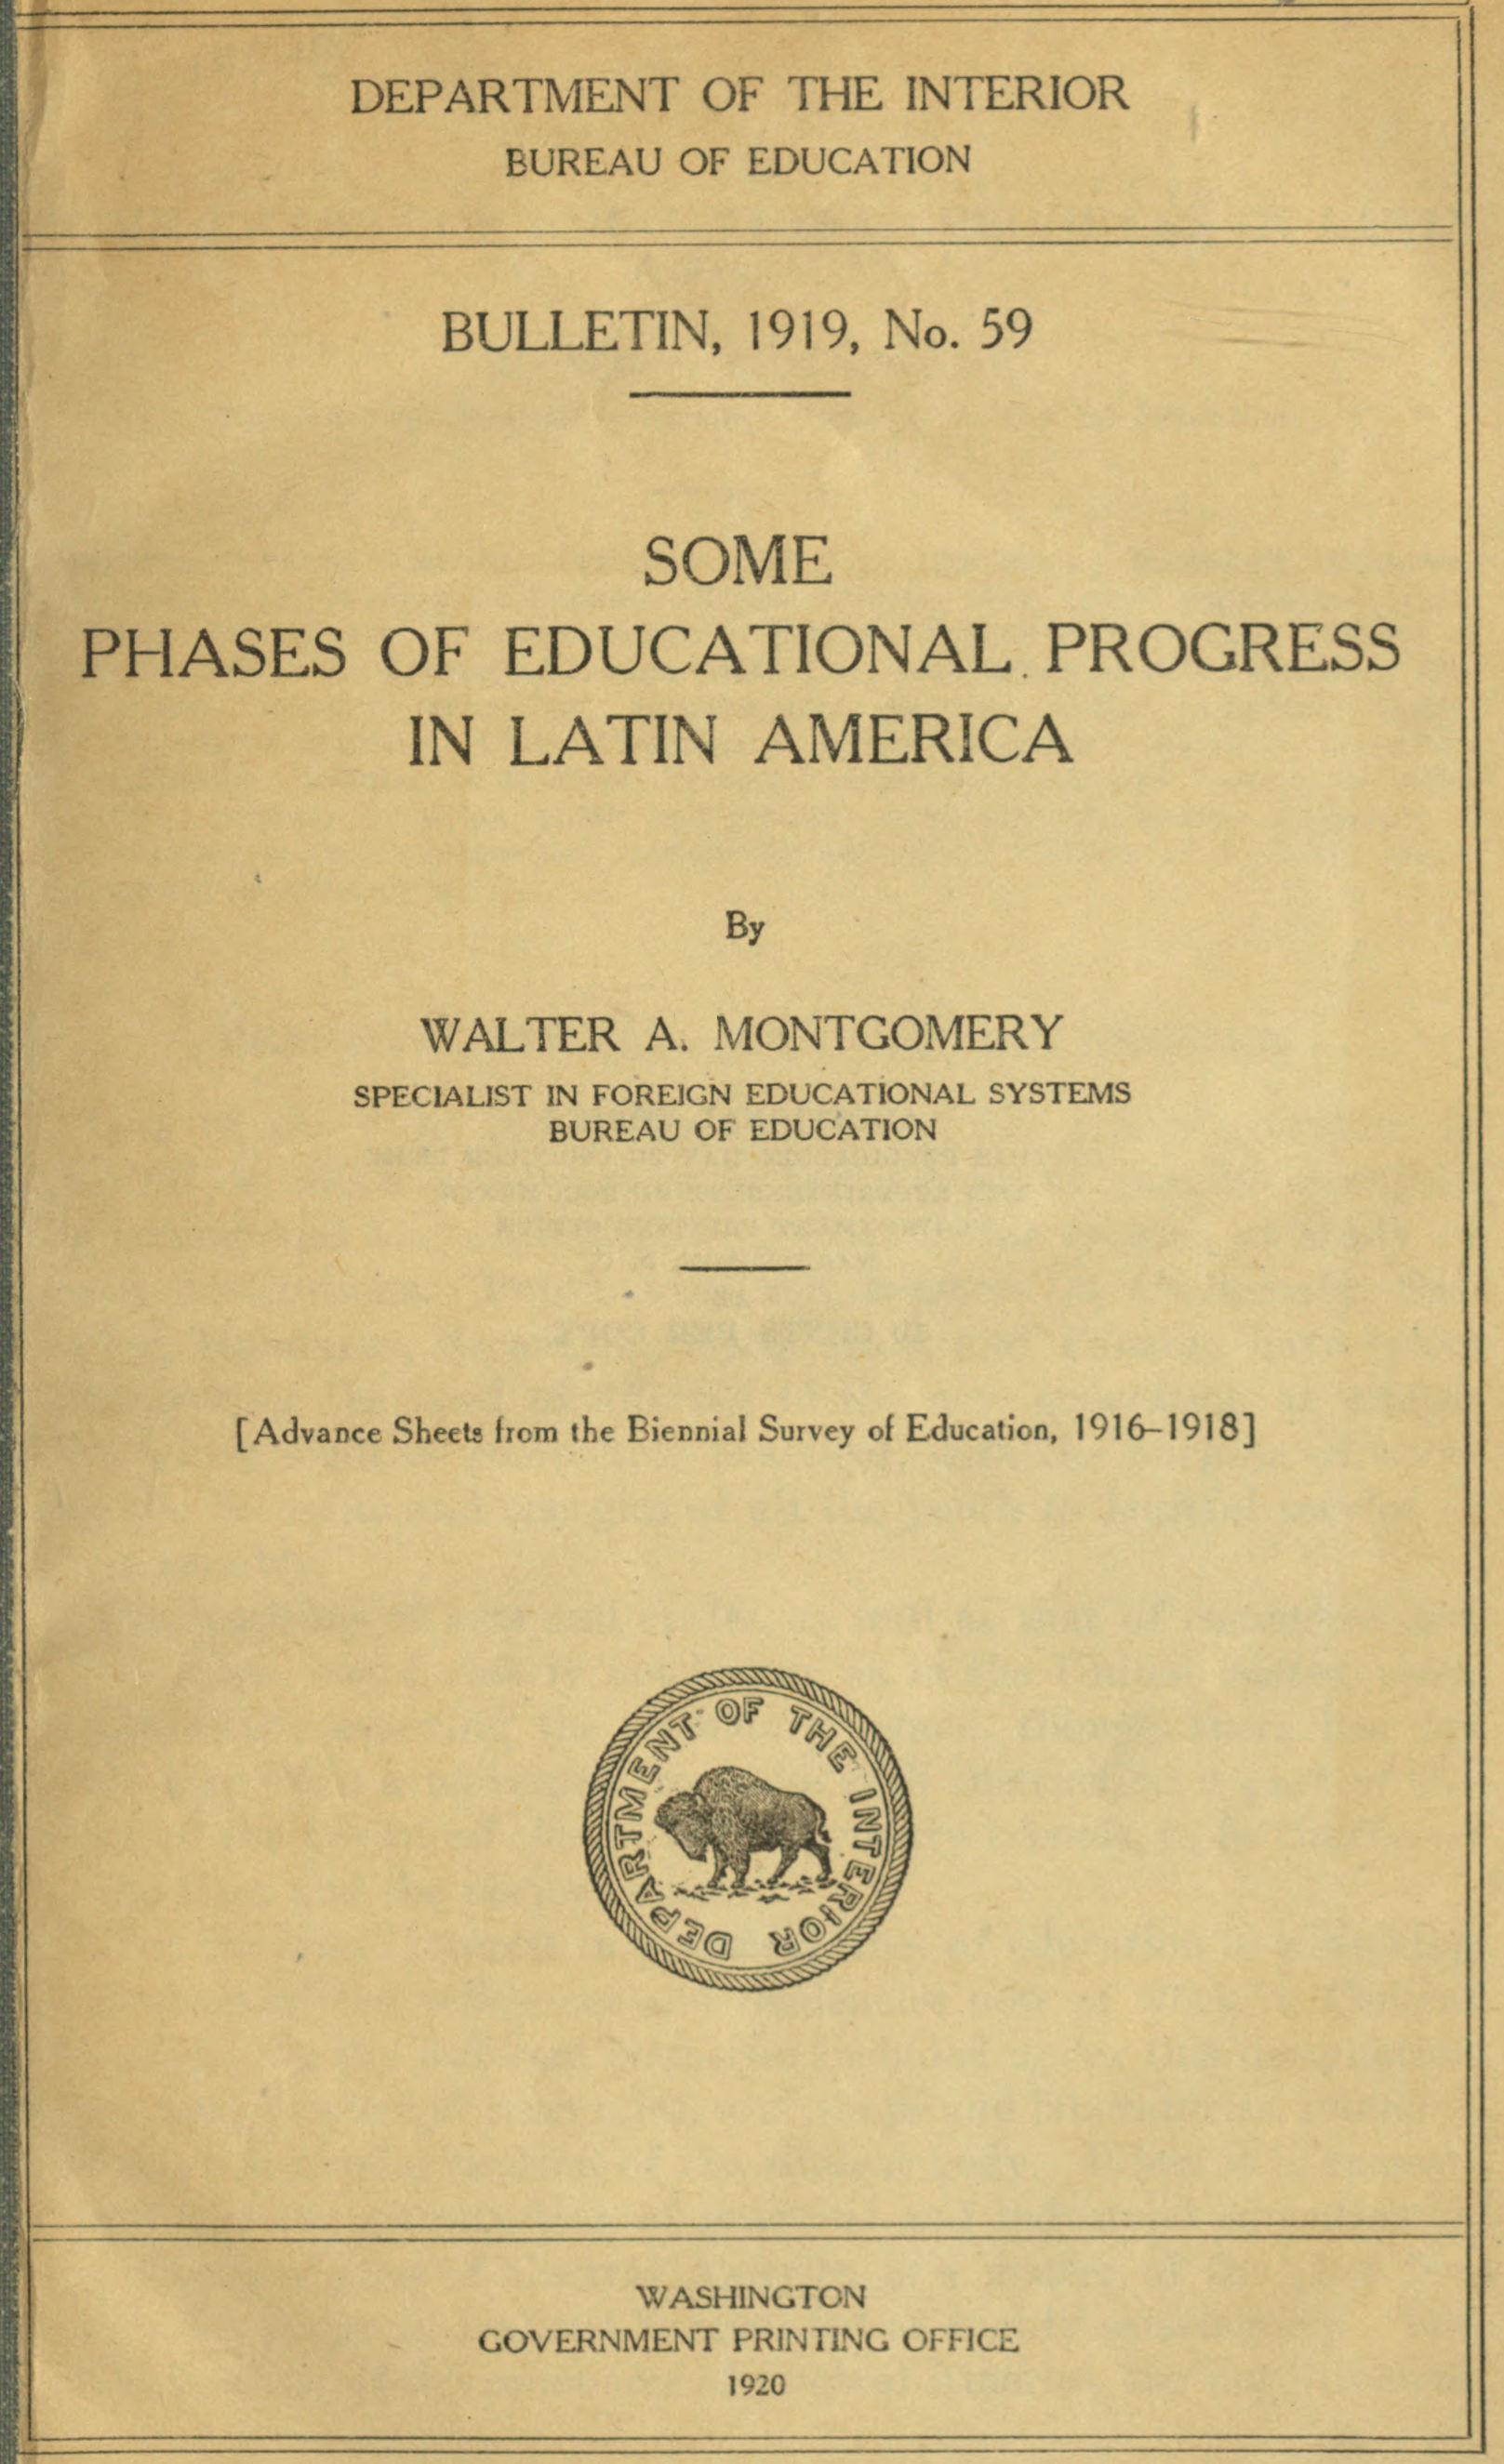 DEPARTMENT OF THE INTERIOR
BUREAU OF EDUCATION
BULLETIN, 1919, No. 59
SOME
PHASES OF EDUCATIONAL PROGRESS
IN LATIN AMERICA
By
WALTER A. MONTGOMERY
SPECIALIST IN FOREIGN EDUCATIONAL SYSTEMS
BUREAU OF EDUCATION
[Advance Sheets from the Biennial Survey of Education, 1916–1918]
DEPARTMENT OF THE INTERIOR
WASHINGTON
GOVERNMENT PRINTING OFFICE
1920